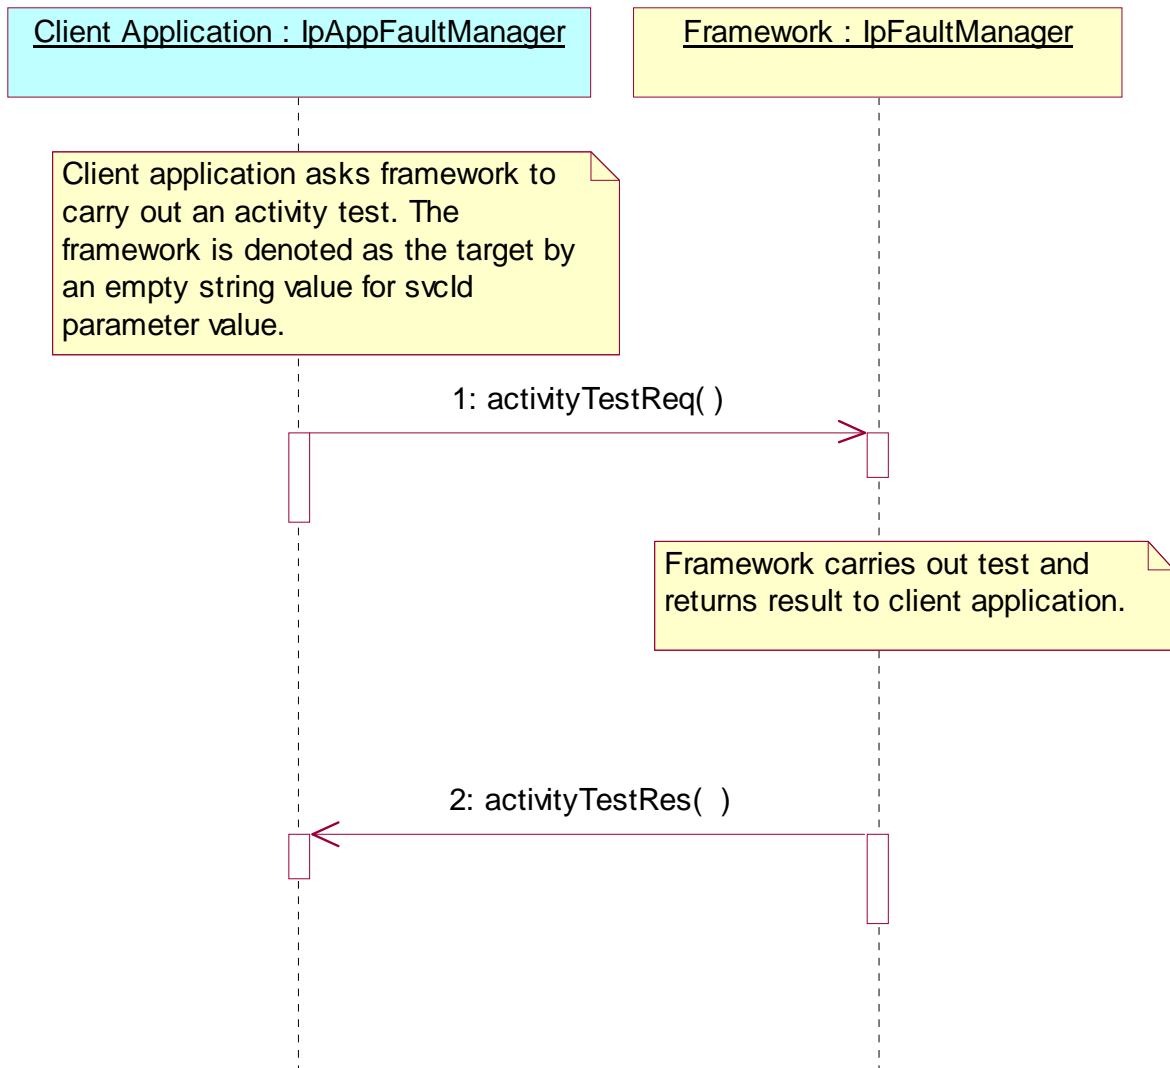 Client Application : IpAppFaultManager
Framework : IpFaultManager
Client application asks framework to
carry out an activity test. The
framework is denoted as the target by
an empty string value for svcId
parameter value.
1: activityTestReq( )
Framework carries out test and
returns result to client application.
2: activityTestRes(  )